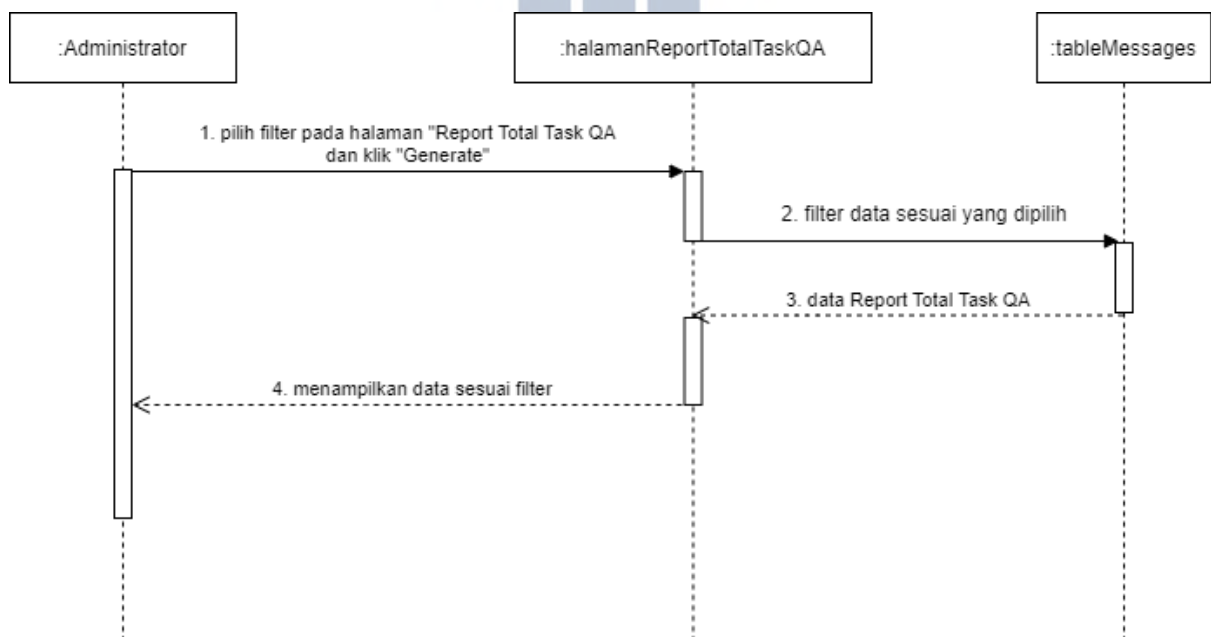 :Administrator
:halamanReportTotalTaskQA
:tableMessages
1. pilih filter pada halaman "Report Total Task QA
dan klik "Generate"
2. filter data sesuai yang dipilih
3. data Report Total Task QA
4. menampilkan data sesuai filter